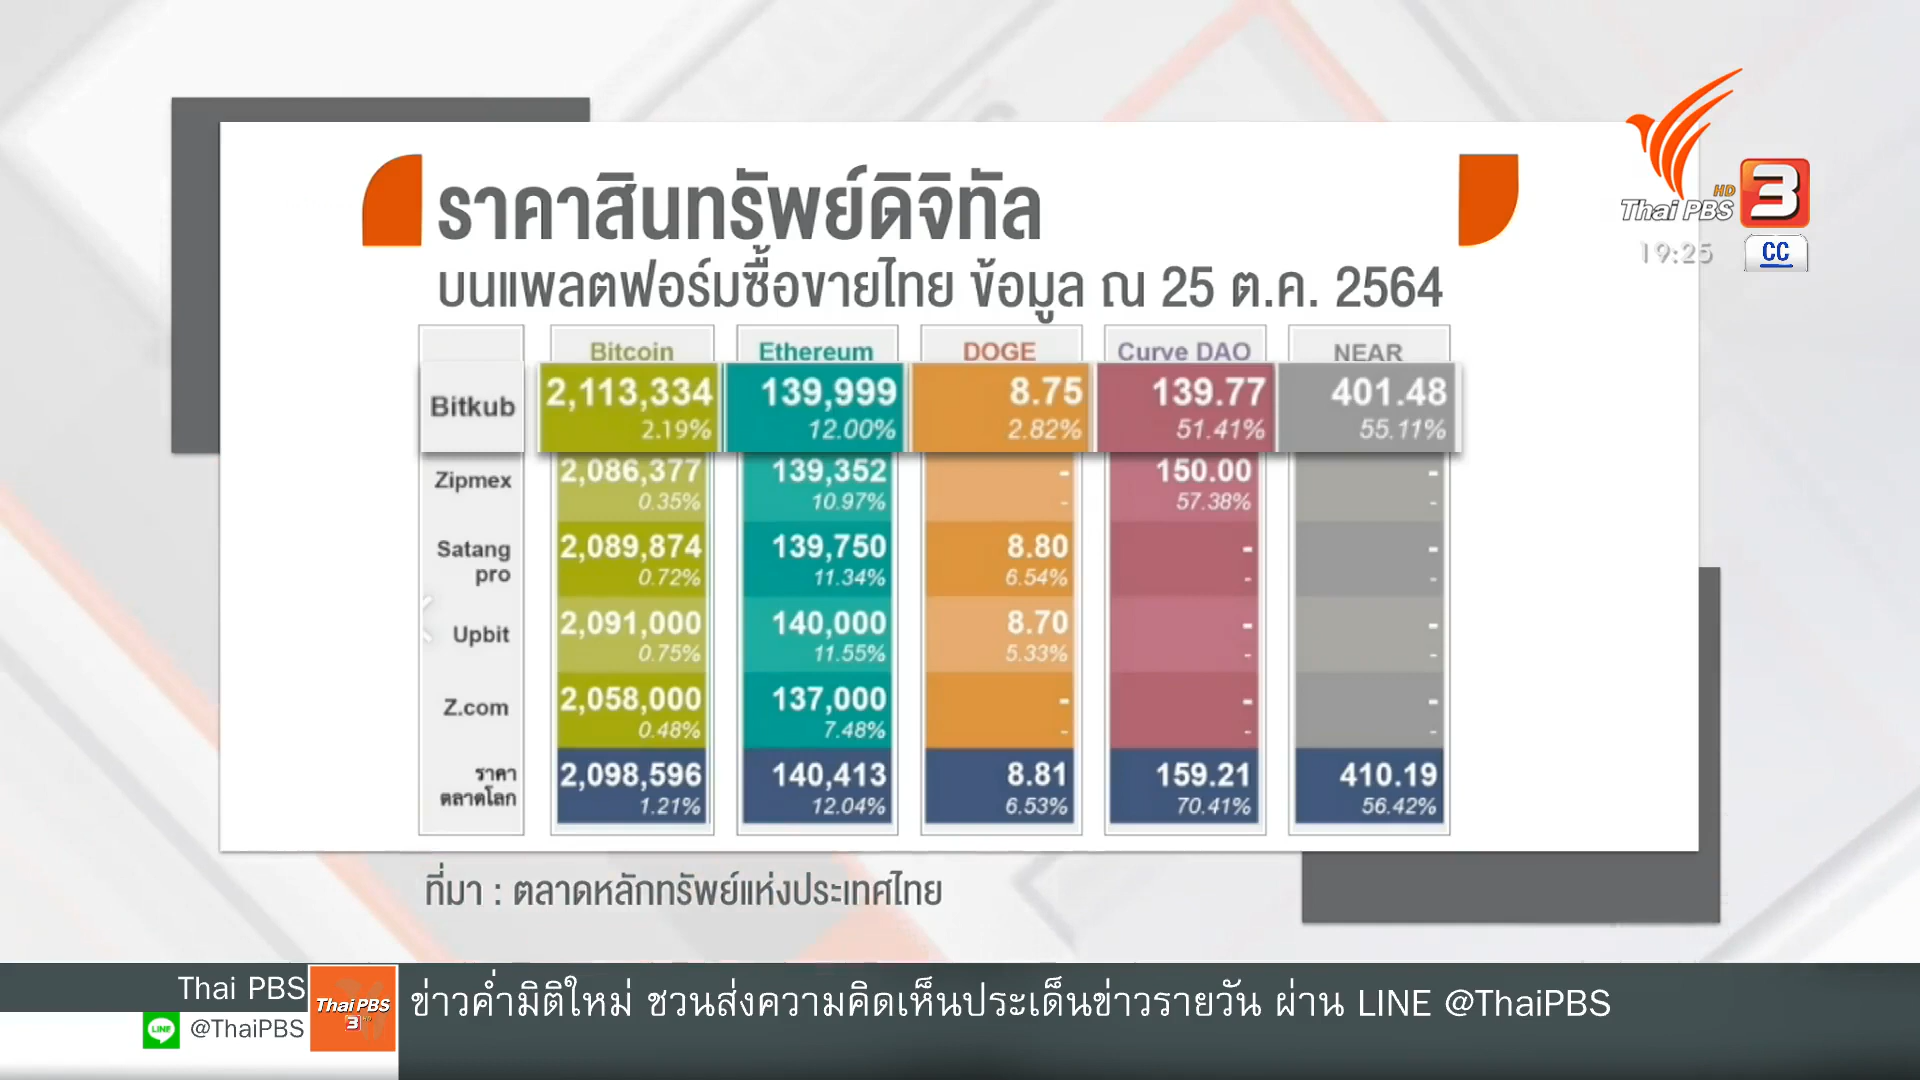 ราคาสินทรัพย์ดิจิทัล
บนแพลตฟอร์มซื้อขายไทย ข้อมูล ณ 25 ต.ค. 2564
HD
Thai PBS 3
19:25 CC
Bitcoin Ethereum DOGE Curve DAO NEAR
Bitkub 2,113,334 139,999 8.75 139.77 401.48
2.19% 12.00% 2.82% 51.41% 55.11%
Zipmex 2,086,377 139,352 - 150.00 -
0.35% 10.97% - 57.38% -
Satang 2,089,874 139,750 8.80 - -
pro 0.72% 11.34% 6.54% - -
Upbit 2,091,000 140,000 8.70 - -
0.75% 11.55% 5.33% - -
Z.com 2,058,000 137,000 - - -
0.48% 7.48% - - -
ราคา 2,098,596 140,413 8.81 159.21 410.19
ตลาดโลก 1.21% 12.04% 6.53% 70.41% 56.42%
ที่มา : ตลาดหลักทรัพย์แห่งประเทศไทย
Thai PBS
LINE @ThaiPBS
Thai PBS
3 HD
ข่าวค่ำมิติใหม่ ชวนส่งความคิดเห็นประเด็นข่าวรายวัน ผ่าน LINE @ThaiPBS